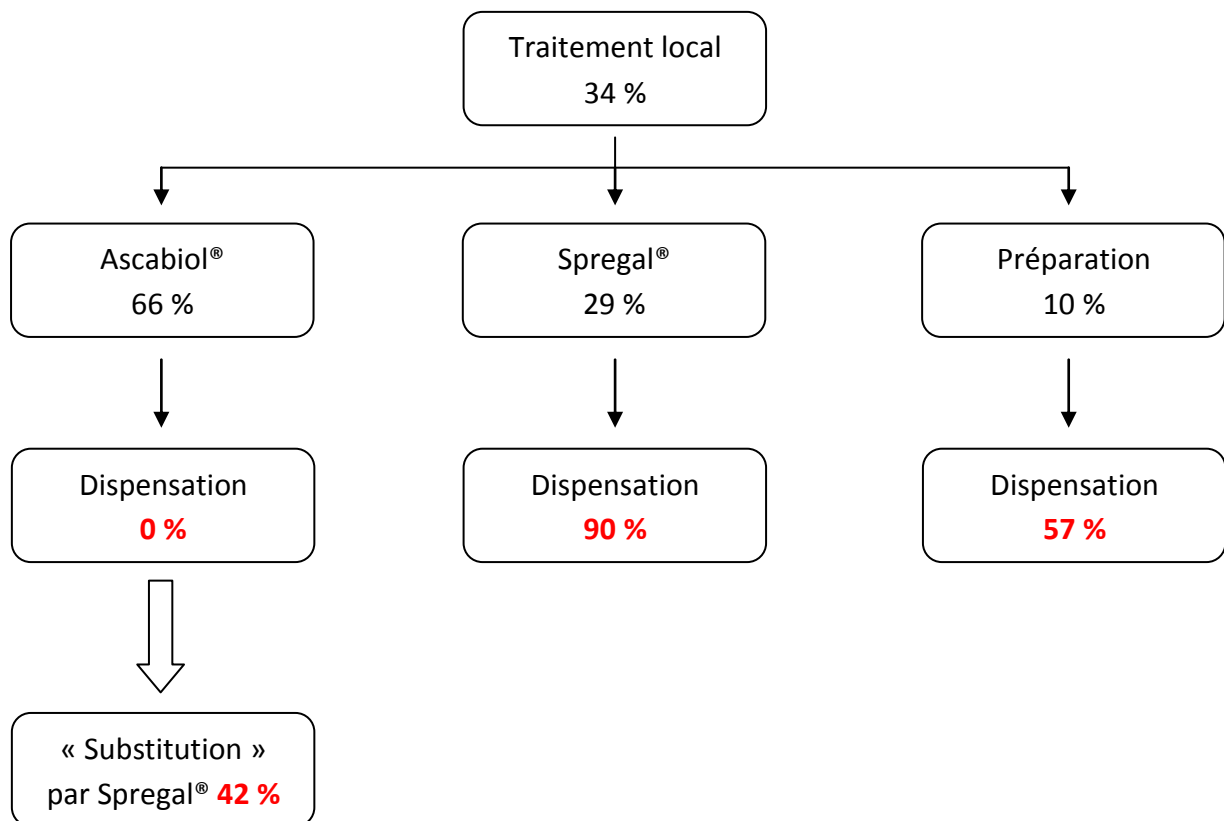 Traitement local
34 %
Ascabiol®
66 %
Spregal®
29 %
Préparation
10 %
Dispensation
0 %
Dispensation
90 %
Dispensation
57 %
« Substitution »
par Spregal® 42 %